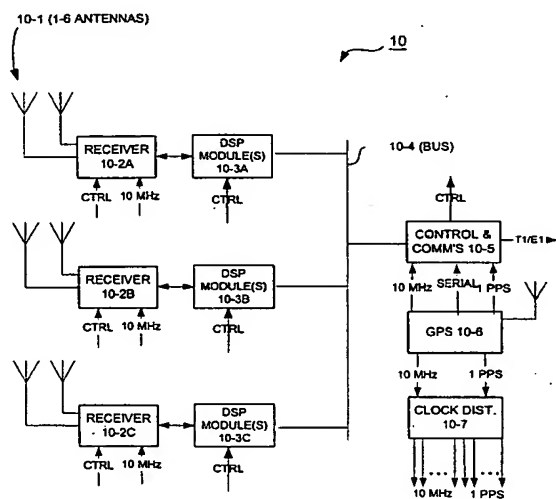 10-1 (1-6 ANTENNAS)
10
RECEIVER
10-2A
CTRL
10 MHz
DSP
MODULE(S)
10-3A
CTRL
10-4 (BUS)
CTRL
CONTROL &
COMM'S 10-5
T1/E1
10 MHz
SERIAL
1 PPS
RECEIVER
10-2B
CTRL
10 MHz
DSP
MODULE(S)
10-3B
CTRL
GPS 10-6
10 MHz
1 PPS
RECEIVER
10-2C
CTRL
10 MHz
DSP
MODULE(S)
10-3C
CTRL
CLOCK DIST.
10-7
10 MHz
1 PPS